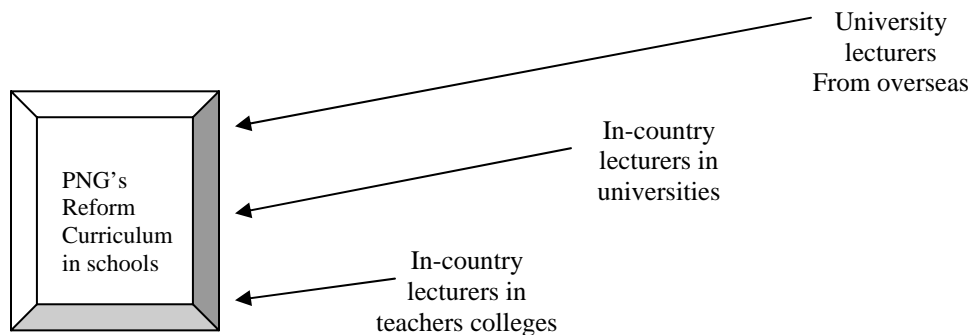 University
lecturers
From overseas
In-country
lecturers in
universities
PNG’s
Reform
Curriculum
in schools
In-country
lecturers in
teachers colleges